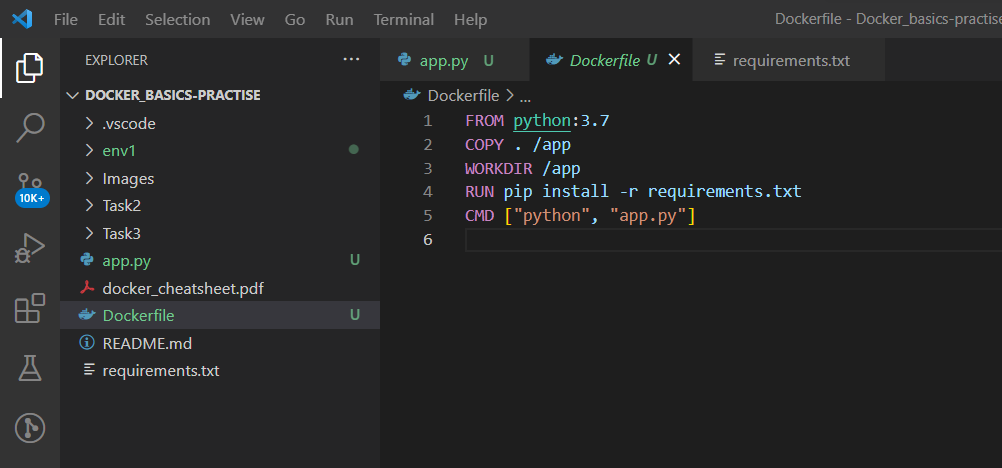 File Edit Selection View Go Run Terminal Help Dockerfile - Docker_basics-practise
EXPLORER ...
DOCKER_BASICS-PRACTISE
.vscode
env1
Images
Task2
Task3
app.py U
docker_cheatsheet.pdf
Dockerfile U
README.md
requirements.txt
10K+
app.py U Dockerfile U requirements.txt
Dockerfile > ...
1 FROM python:3.7
2 COPY . /app
3 WORKDIR /app
4 RUN pip install -r requirements.txt
5 CMD ["python", "app.py"]
6